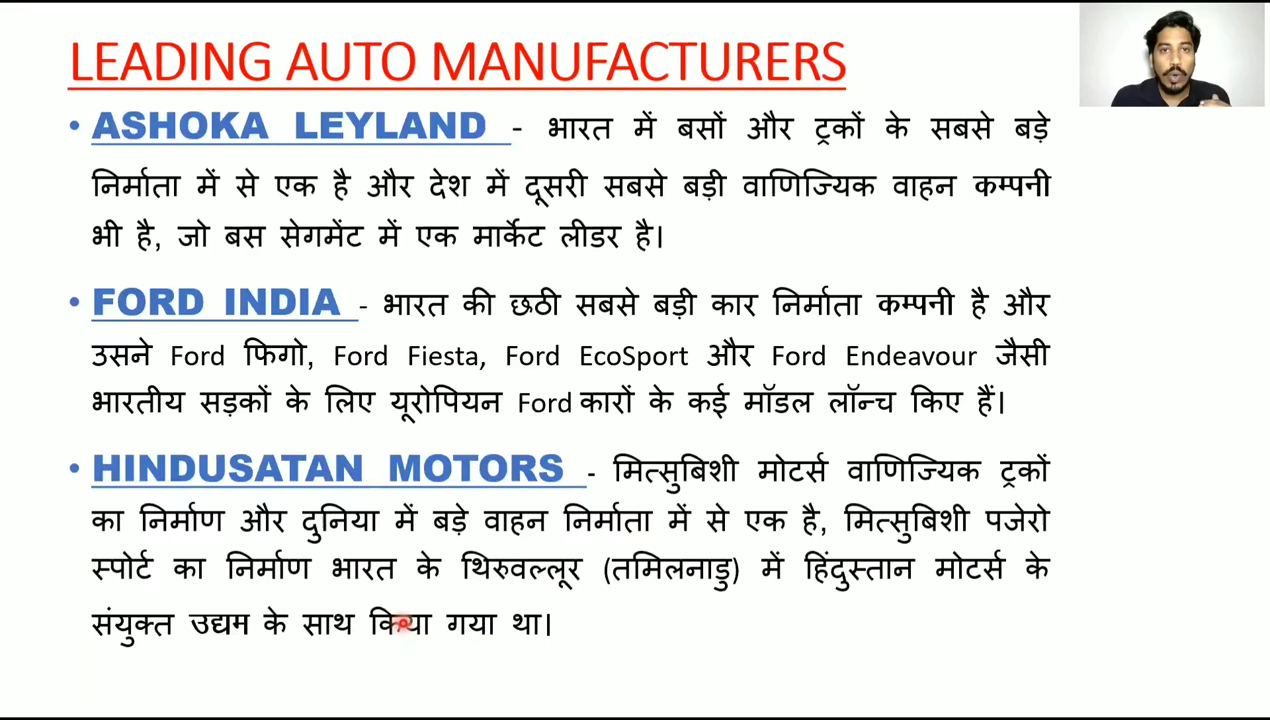 LEADING AUTO MANUFACTURERS
• ASHOKA LEYLAND - भारत में बसों और ट्रकों के सबसे बड़े
निर्माता में से एक है और देश में दूसरी सबसे बड़ी वाणिज्यिक वाहन कम्पनी
भी है, जो बस सेगमेंट में एक मार्केट लीडर है।
• FORD INDIA - भारत की छठी सबसे बड़ी कार निर्माता कम्पनी है और
उसने Ford फिगो, Ford Fiesta, Ford EcoSport और Ford Endeavour जैसी
भारतीय सड़कों के लिए यूरोपियन Ford कारों के कई मॉडल लॉन्च किए हैं।
• HINDUSATAN MOTORS - मित्सुबिशी मोटर्स वाणिज्यिक ट्रकों
का निर्माण और दुनिया में बड़े वाहन निर्माता में से एक है, मित्सुबिशी पजेरो
स्पोर्ट का निर्माण भारत के थिरुवल्लूर (तमिलनाडु) में हिंदुस्तान मोटर्स के
संयुक्त उद्यम के साथ किया गया था।